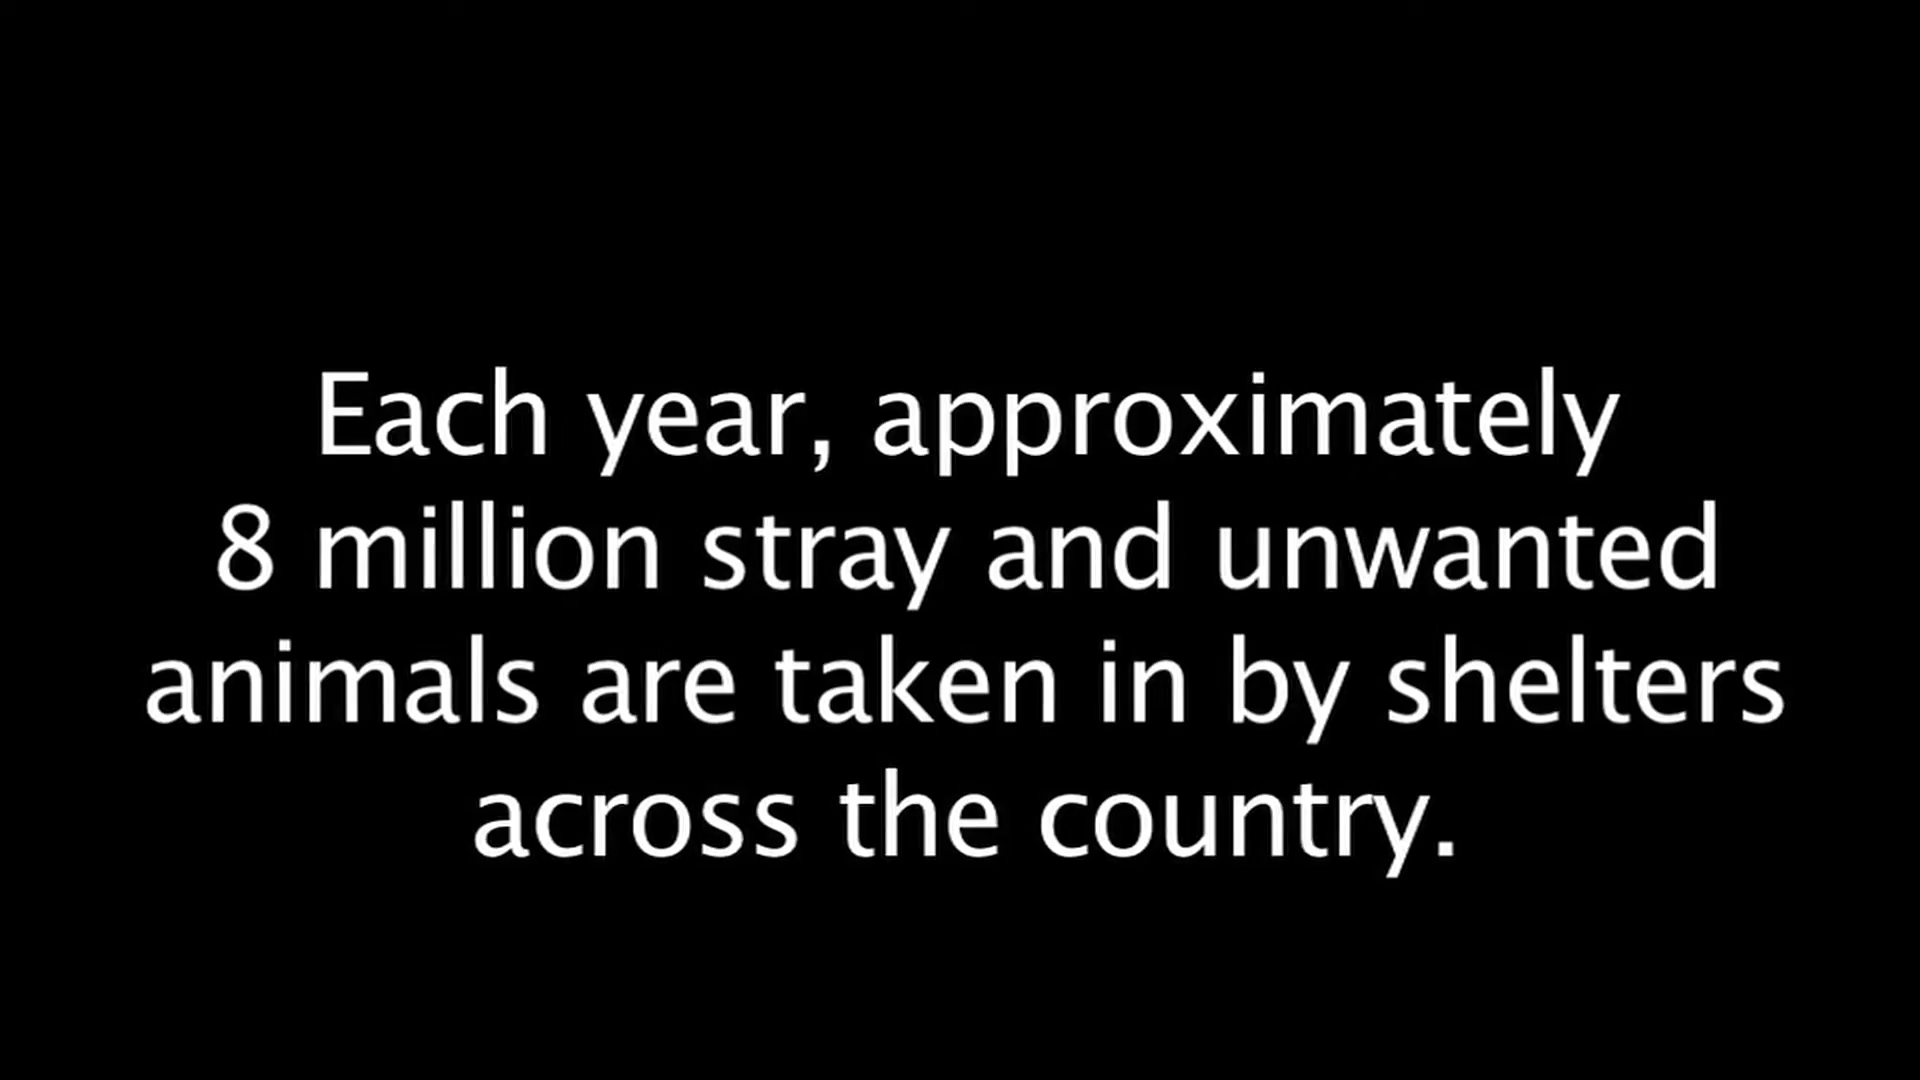 Each year, approximately
8 million stray and unwanted
animals are taken in by shelters
across the country.